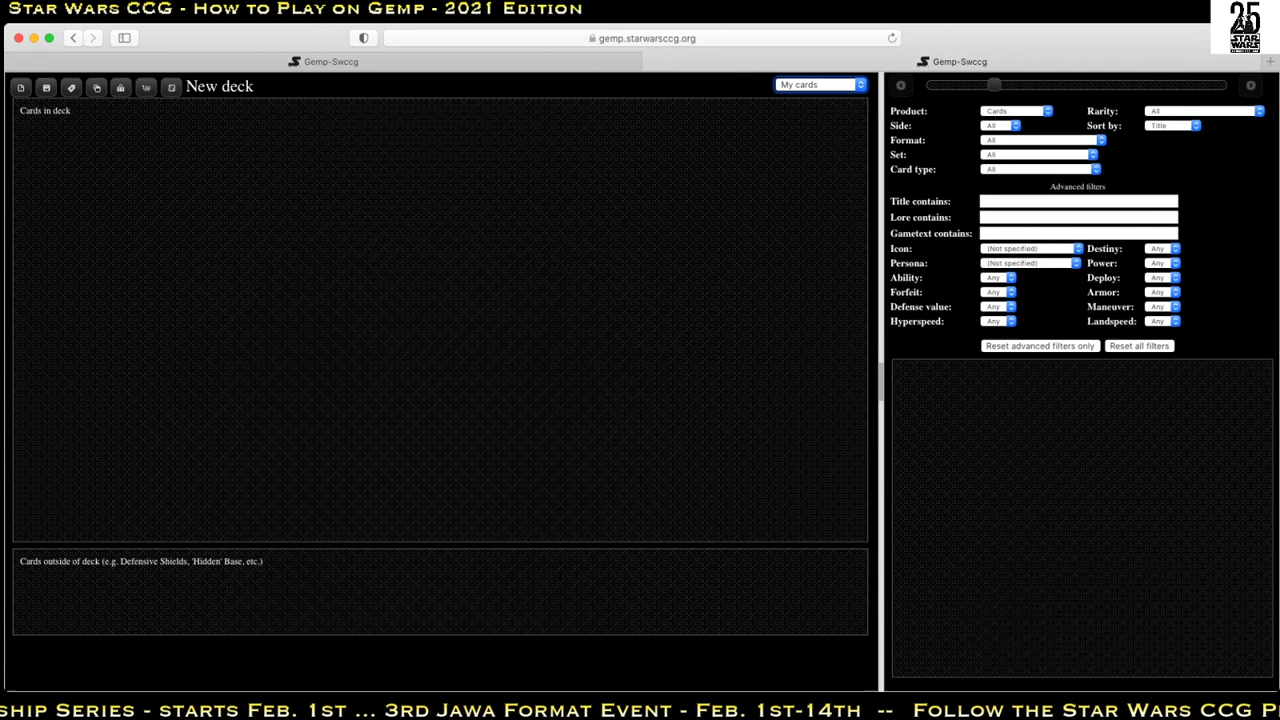 Star Wars CCG - How to Play on Gemp - 2021 Edition
25
STAR WARS
gemp.starwarsccg.org
Gemp-Swccg
Gemp-Swccg
New deck
My cards
Cards in deck
Cards outside of deck (e.g. Defensive Shields, 'Hidden' Base, etc.)
Product: Cards Rarity: All
Side: All Sort by: Title
Format: All
Set: All
Card type: All
Advanced filters
Title contains:
Lore contains:
Gametext contains:
Icon: (Not specified) Destiny: Any
Persona: (Not specified) Power: Any
Ability: Any Deploy: Any
Forfeit: Any Armor: Any
Defense value: Any Maneuver: Any
Hyperspeed: Any Landspeed: Any
Reset advanced filters only Reset all filters
ship Series - starts Feb. 1st ... 3rd Jawa Format Event - Feb. 1st-14th -- Follow the Star Wars CCG P